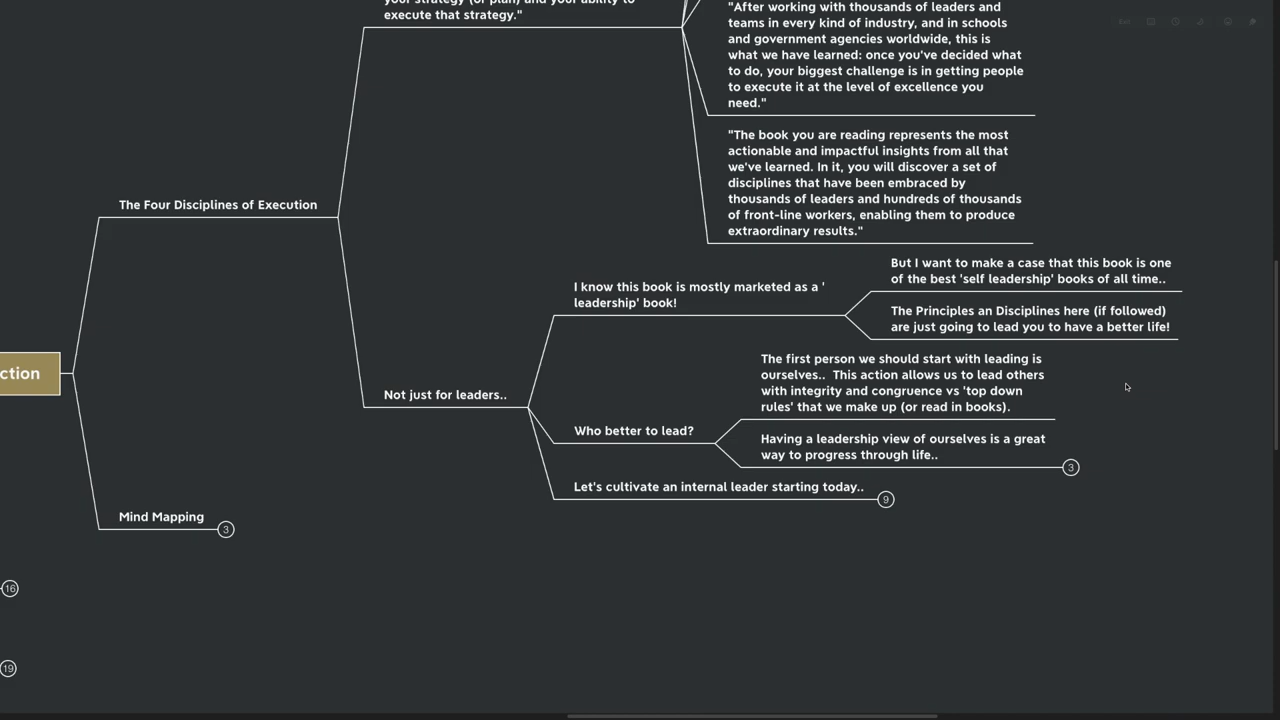 your strategy (or plan) and your ability to
execute that strategy."
"After working with thousands of leaders and
teams in every kind of industry, and in schools
and government agencies worldwide, this is
what we have learned: once you've decided what
to do, your biggest challenge is in getting people
to execute it at the level of excellence you
need."
"The book you are reading represents the most
actionable and impactful insights from all that
we've learned. In it, you will discover a set of
disciplines that have been embraced by
thousands of leaders and hundreds of thousands
of front-line workers, enabling them to produce
extraordinary results."
The Four Disciplines of Execution
But I want to make a case that this book is one
of the best 'self leadership' books of all time..
I know this book is mostly marketed as a '
leadership' book!
The Principles an Disciplines here (if followed)
are just going to lead you to have a better life!
ction
Not just for leaders..
The first person we should start with leading is
ourselves..  This action allows us to lead others
with integrity and congruence vs 'top down
rules' that we make up (or read in books).
Who better to lead?
Having a leadership view of ourselves is a great
way to progress through life..
3
Let's cultivate an internal leader starting today..
9
Mind Mapping
3
16
19